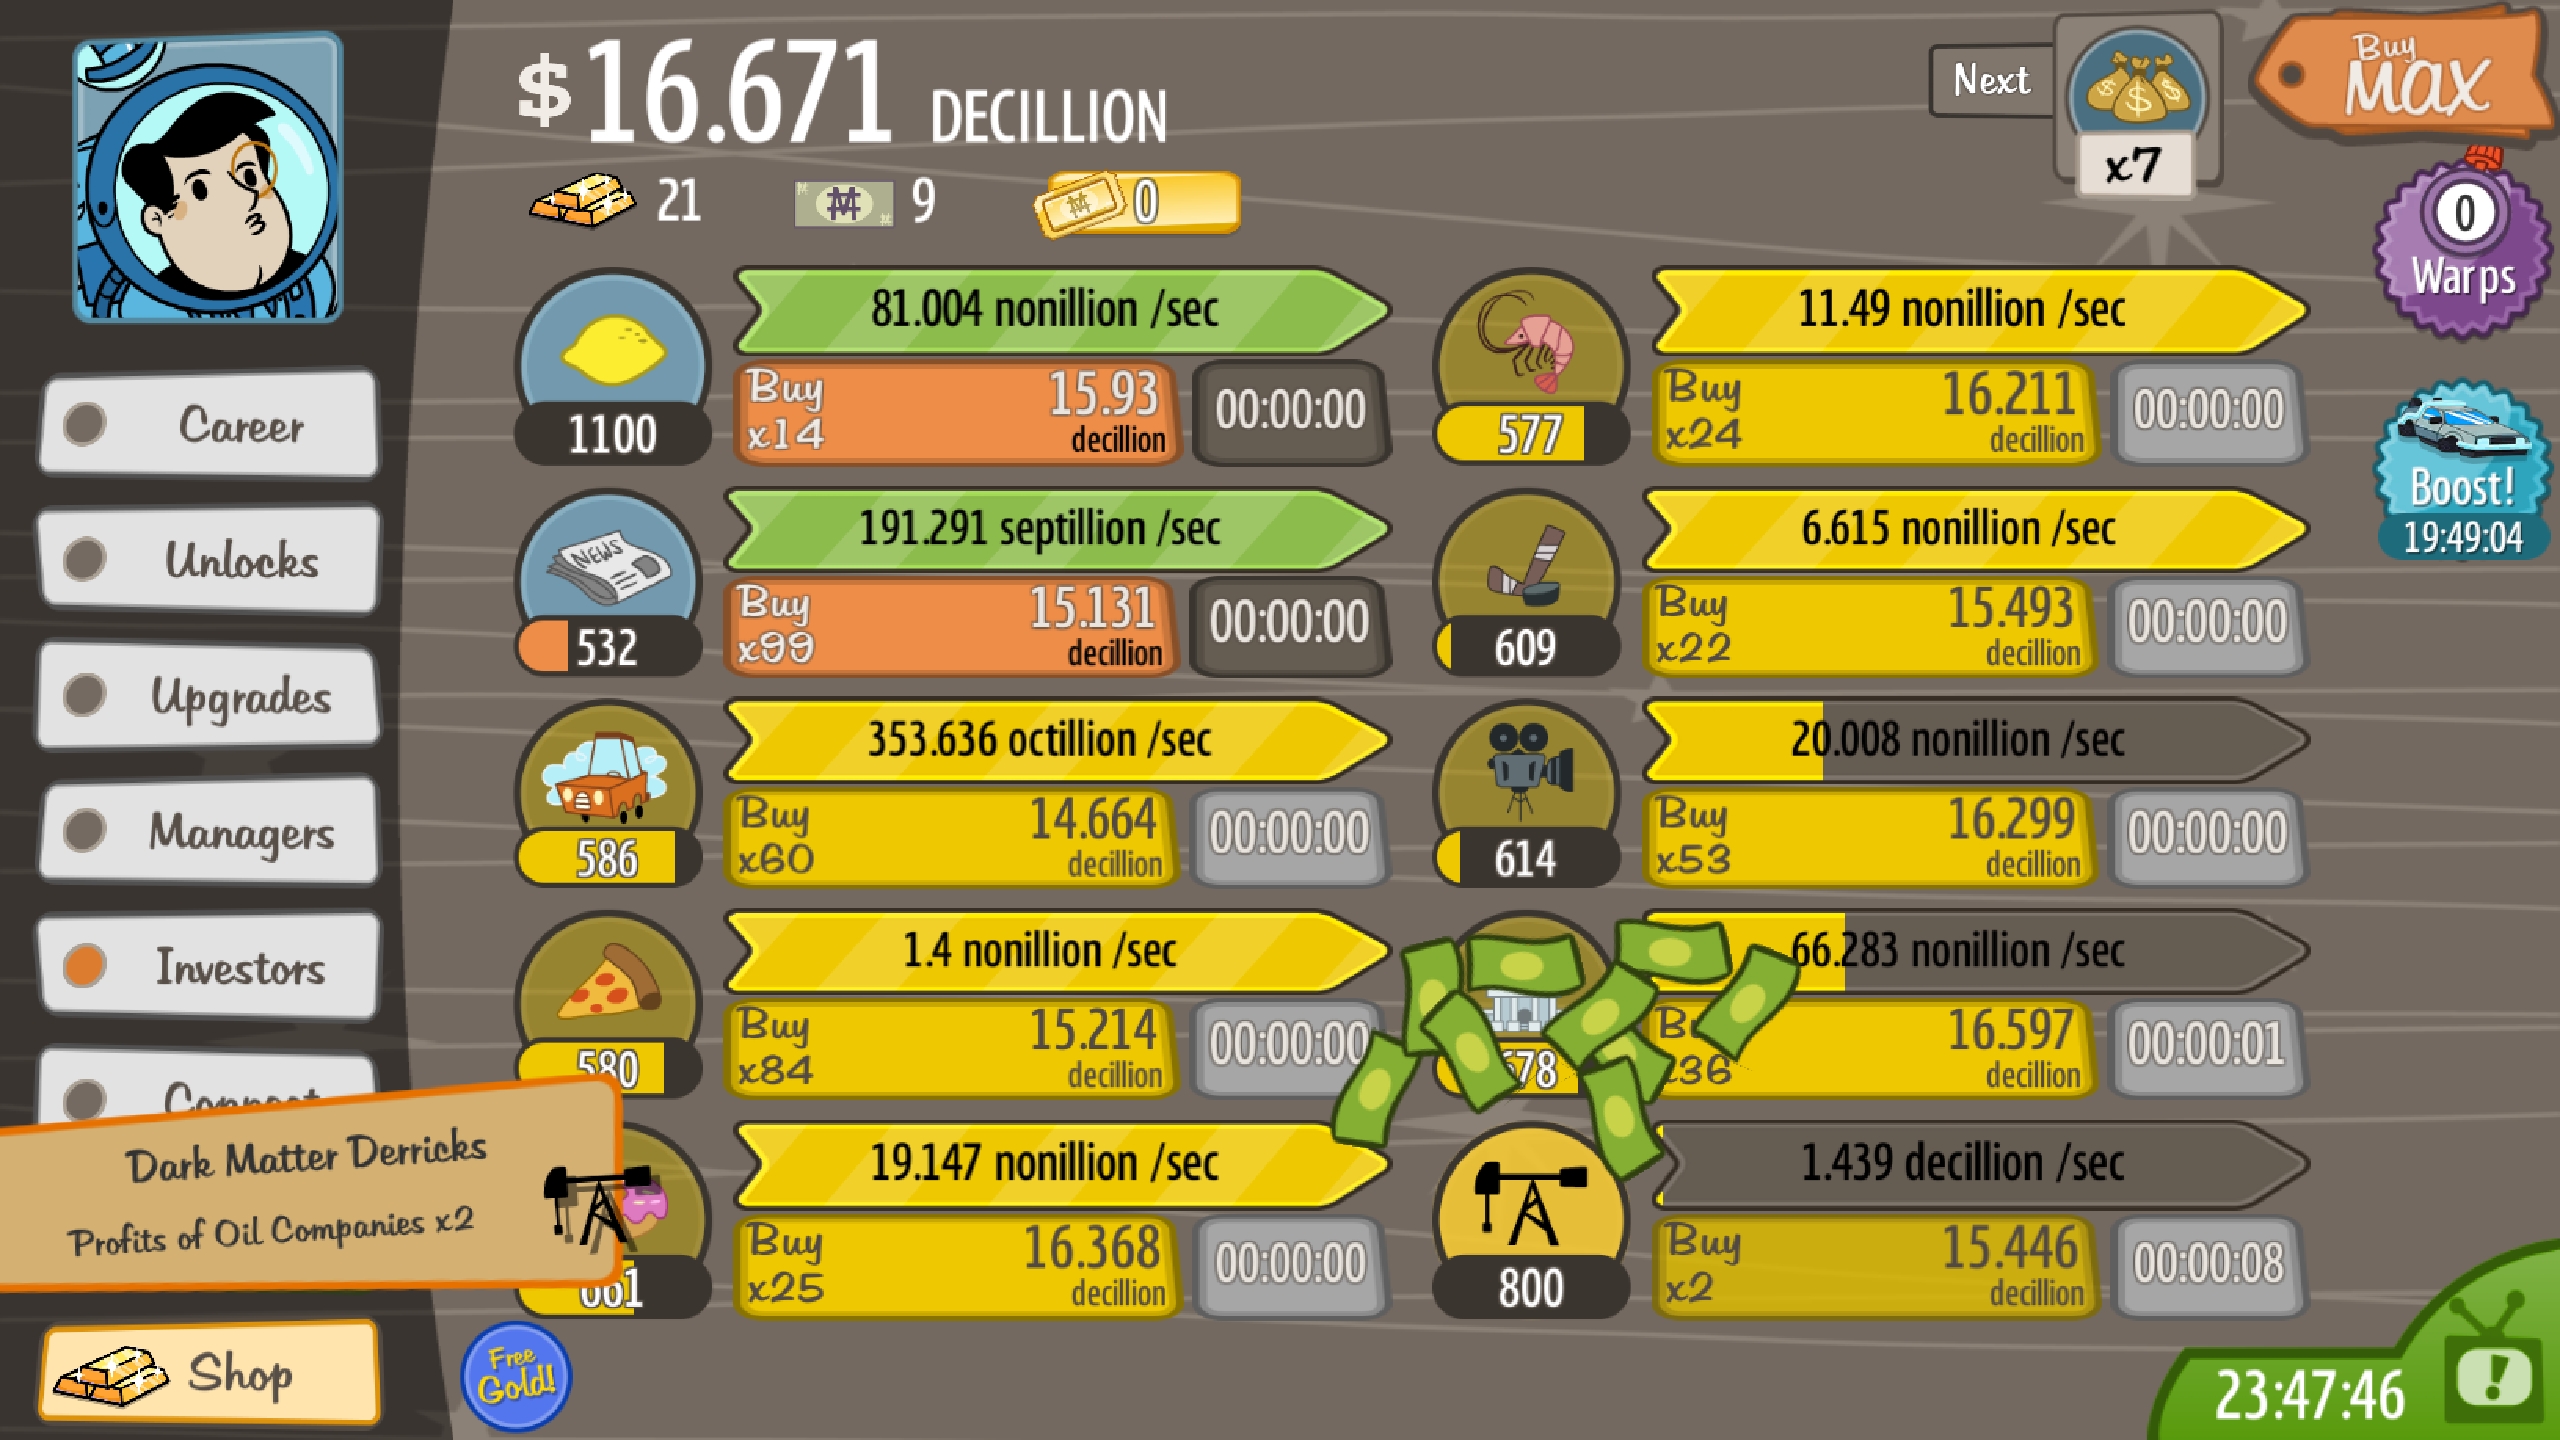 $16.671 DECILLION
Next
x7
Buy
MAX
21
9
0
0
Warps
Boost!
19:49:04
Career
Unlocks
Upgrades
Managers
Investors
Connect
Dark Matter Derricks
Profits of Oil Companies x2
Shop
Free
Gold!
81.004 nonillion /sec
1100
Buy
x14
15.93
decillion
00:00:00
NEWS
191.291 septillion /sec
532
Buy
x99
15.131
decillion
00:00:00
353.636 octillion /sec
586
Buy
x60
14.664
decillion
00:00:00
1.4 nonillion /sec
580
Buy
x84
15.214
decillion
00:00:00
19.147 nonillion /sec
Buy
x25
16.368
decillion
00:00:00
11.49 nonillion /sec
577
Buy
x24
16.211
decillion
00:00:00
6.615 nonillion /sec
609
Buy
x22
15.493
decillion
00:00:00
20.008 nonillion /sec
614
Buy
x53
16.299
decillion
00:00:00
66.283 nonillion /sec
16.597
decillion
00:00:01
1.439 decillion /sec
800
Buy
x2
15.446
decillion
00:00:08
23:47:46